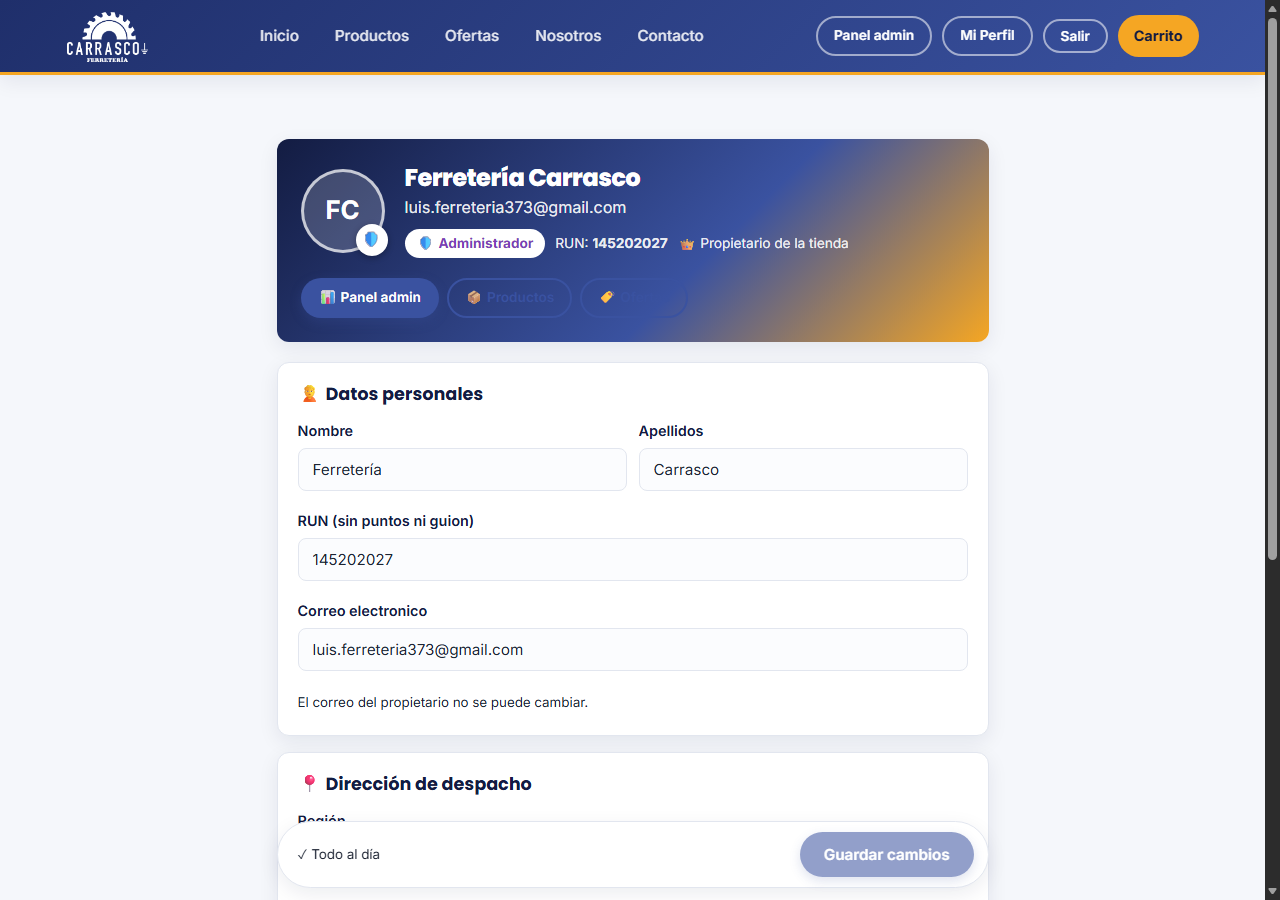 CARRASCO
FERRETERÍA
Inicio
Productos
Ofertas
Nosotros
Contacto
Panel admin
Mi Perfil
Salir
Carrito
FC
Ferretería Carrasco
luis.ferreteria373@gmail.com
Administrador
RUN: 145202027
Propietario de la tienda
Panel admin
Productos
Datos personales
Nombre
Apellidos
Ferretería
Carrasco
RUN (sin puntos ni guion)
145202027
Correo electronico
luis.ferreteria373@gmail.com
El correo del propietario no se puede cambiar.
Dirección de despacho
Región
✓ Todo al día
Guardar cambios